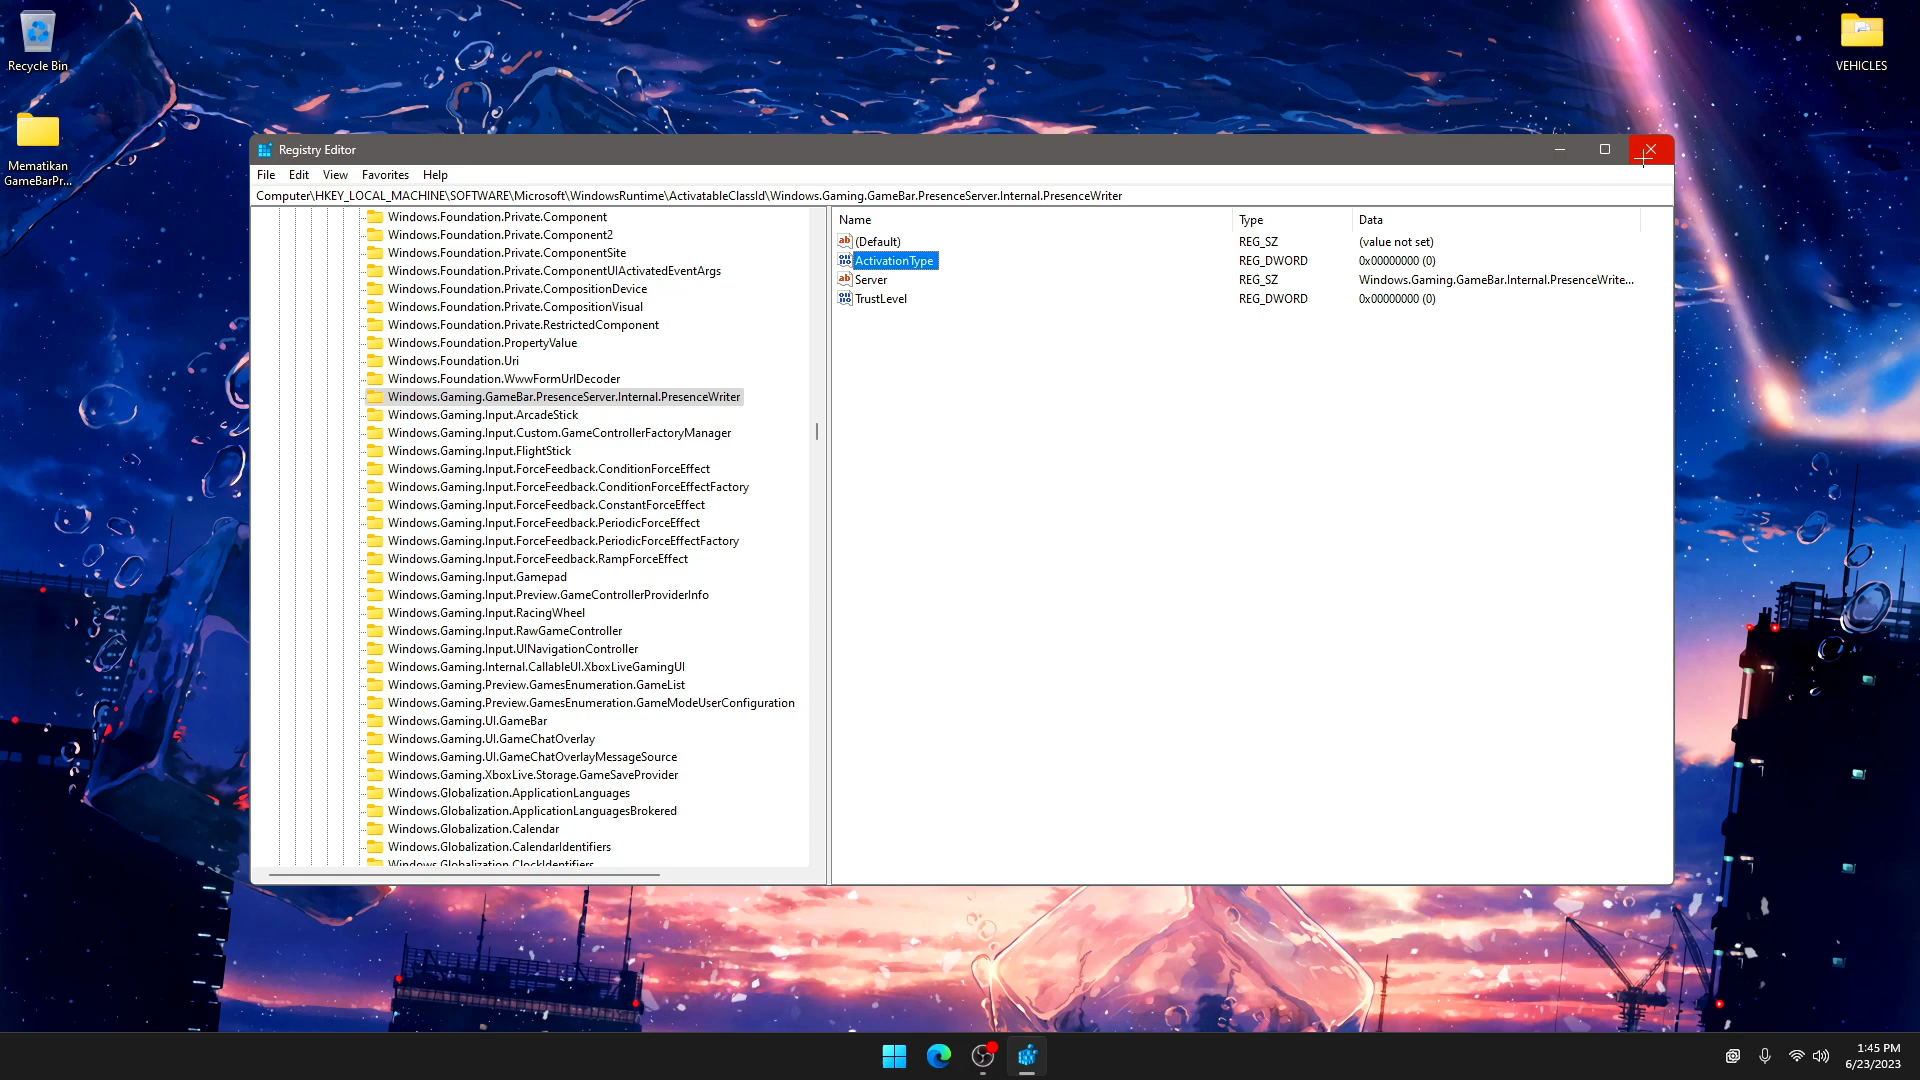 Recycle Bin
VEHICLES
Mematikan
GameBarPr...
Registry Editor
File Edit View Favorites Help
Computer\HKEY_LOCAL_MACHINE\SOFTWARE\Microsoft\WindowsRuntime\ActivatableClassId\Windows.Gaming.GameBar.PresenceServer.Internal.PresenceWriter
Windows.Foundation.Private.Component
Windows.Foundation.Private.Component2
Windows.Foundation.Private.ComponentSite
Windows.Foundation.Private.ComponentUIActivatedEventArgs
Windows.Foundation.Private.CompositionDevice
Windows.Foundation.Private.CompositionVisual
Windows.Foundation.Private.RestrictedComponent
Windows.Foundation.PropertyValue
Windows.Foundation.Uri
Windows.Foundation.WwwFormUrlDecoder
Windows.Gaming.GameBar.PresenceServer.Internal.PresenceWriter
Windows.Gaming.Input.ArcadeStick
Windows.Gaming.Input.Custom.GameControllerFactoryManager
Windows.Gaming.Input.FlightStick
Windows.Gaming.Input.ForceFeedback.ConditionForceEffect
Windows.Gaming.Input.ForceFeedback.ConditionForceEffectFactory
Windows.Gaming.Input.ForceFeedback.ConstantForceEffect
Windows.Gaming.Input.ForceFeedback.PeriodicForceEffect
Windows.Gaming.Input.ForceFeedback.PeriodicForceEffectFactory
Windows.Gaming.Input.ForceFeedback.RampForceEffect
Windows.Gaming.Input.Gamepad
Windows.Gaming.Input.Preview.GameControllerProviderInfo
Windows.Gaming.Input.RacingWheel
Windows.Gaming.Input.RawGameController
Windows.Gaming.Input.UINavigationController
Windows.Gaming.Internal.CallableUI.XboxLiveGamingUI
Windows.Gaming.Preview.GamesEnumeration.GameList
Windows.Gaming.Preview.GamesEnumeration.GameModeUserConfiguration
Windows.Gaming.UI.GameBar
Windows.Gaming.UI.GameChatOverlay
Windows.Gaming.UI.GameChatOverlayMessageSource
Windows.Gaming.XboxLive.Storage.GameSaveProvider
Windows.Globalization.ApplicationLanguages
Windows.Globalization.ApplicationLanguagesBrokered
Windows.Globalization.Calendar
Windows.Globalization.CalendarIdentifiers
Windows.Globalization.ClockIdentifiers
Name Type Data
(Default) REG_SZ (value not set)
ActivationType REG_DWORD 0x00000000 (0)
Server REG_SZ Windows.Gaming.GameBar.Internal.PresenceWrite...
TrustLevel REG_DWORD 0x00000000 (0)
1:45 PM
6/23/2023